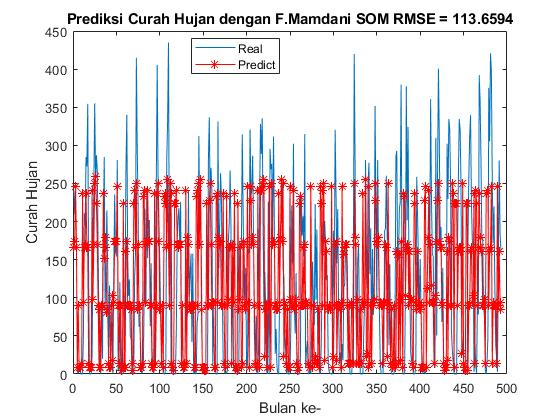 Prediksi Curah Hujan dengan F.Mamdani SOM RMSE = 113.6594
450
400
350
300
250
200
150
100
50
0
Curah Hujan
Real
Predict
0 50 100 150 200 250 300 350 400 450 500
Bulan ke-